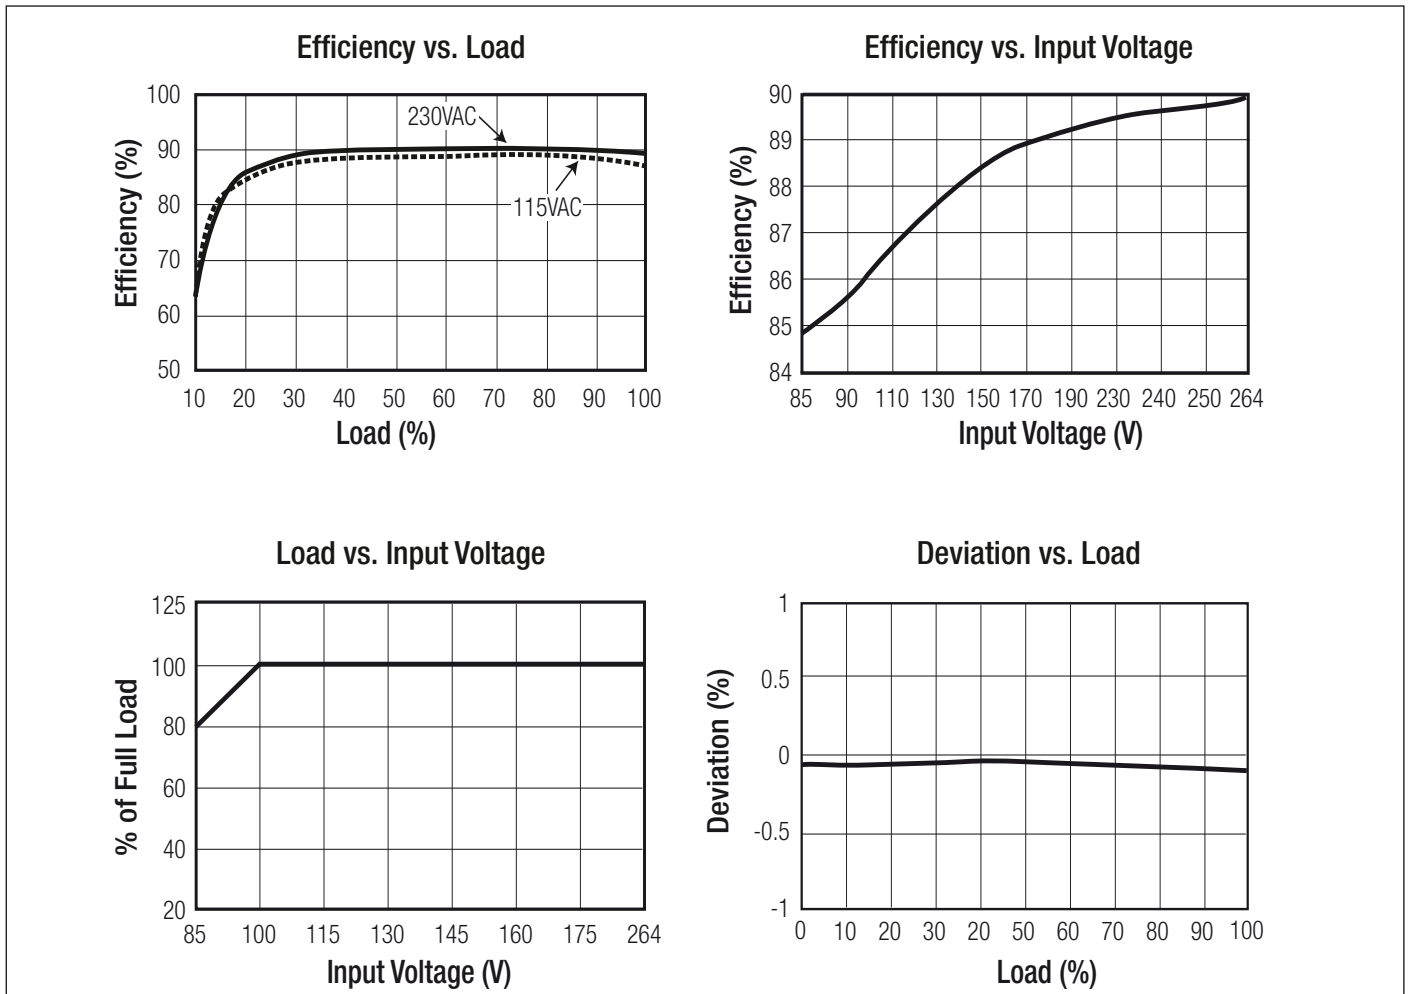 Efficiency vs. Load
100
90
80
70
60
50
Efficiency (%)
230VAC
115VAC
10 20 30 40 50 60 70 80 90 100
Load (%)
Efficiency vs. Input Voltage
90
89
88
87
86
85
84
Efficiency (%)
85 90 110 130 150 170 190 230 240 250 264
Input Voltage (V)
Load vs. Input Voltage
125
100
80
60
40
20
% of Full Load
85 100 115 130 145 160 175 264
Input Voltage (V)
Deviation vs. Load
1
0.5
0
-0.5
-1
Deviation (%)
0 10 20 30 20 50 60 70 80 90 100
Load (%)